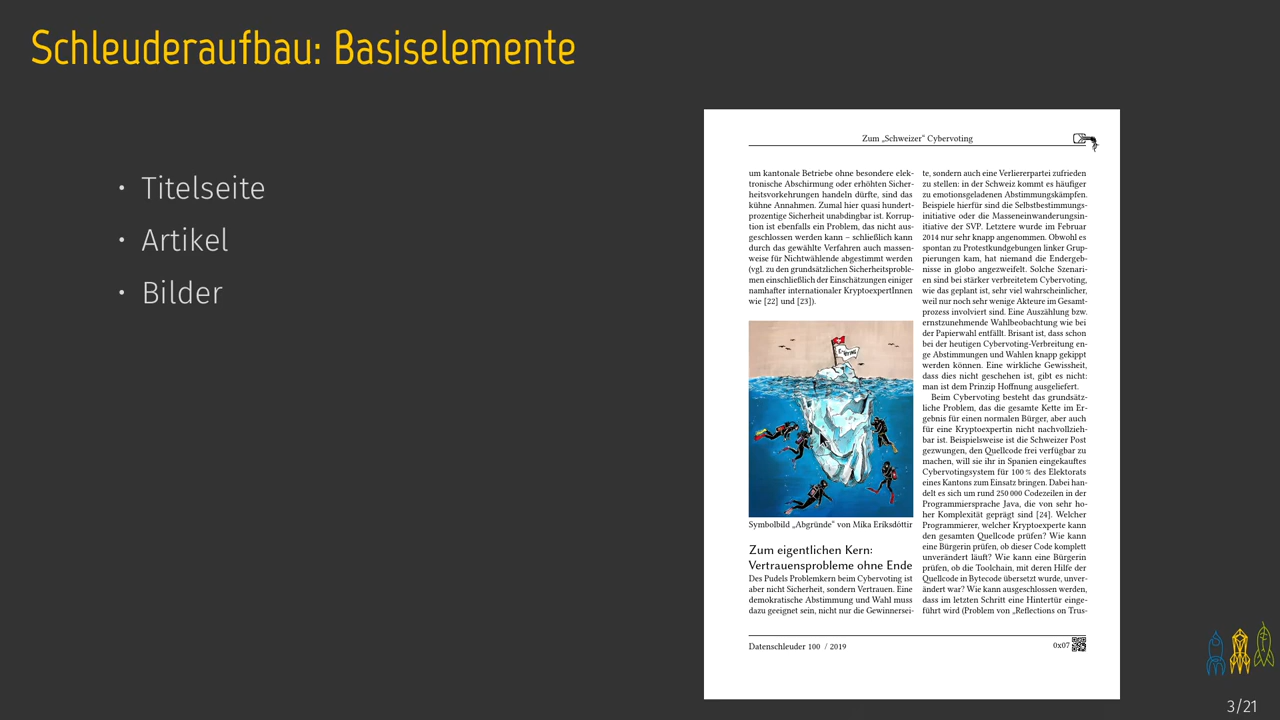 Schleuderaufbau: Basiselemente
• Titelseite
• Artikel
• Bilder
Zum „Schweizer“ Cybervoting
um kantonale Betriebe ohne besondere elek-
tronische Abschirmung oder erhöhten Sicher-
heitsvorkehrungen handeln dürfte, sind das
kühne Annahmen. Zumal hier quasi hundert-
prozentige Sicherheit unabdingbar ist. Korrup-
tion ist ebenfalls ein Problem, das nicht aus-
geschlossen werden kann – schließlich kann
durch das gewählte Verfahren auch massen-
weise für Nichtwählende abgestimmt werden
(vgl. zu den grundsätzlichen Sicherheitsproble-
men einschließlich der Einschätzungen einiger
namhafter internationaler KryptoexpertInnen
wie [22] und [23]).
Symbolbild „Abgründe“ von Mika Eriksdóttir
Zum eigentlichen Kern:
Vertrauensprobleme ohne Ende
Des Pudels Problemkern beim Cybervoting ist
aber nicht Sicherheit, sondern Vertrauen. Eine
demokratische Abstimmung und Wahl muss
dazu geeignet sein, nicht nur die Gewinnersei-
te, sondern auch eine Verliererpartei zufrieden
zu stellen: in der Schweiz kommt es häufiger
zu emotionsgeladenen Abstimmungskämpfen.
Beispiele hierfür sind die Selbstbestimmungs-
initiative oder die Masseneinwanderungsin-
itiative der SVP. Letztere wurde im Februar
2014 nur sehr knapp angenommen. Obwohl es
spontan zu Protestkundgebungen linker Grup-
pierungen kam, hat niemand die Endergeb-
nisse in globo angezweifelt. Solche Szenari-
en sind bei stärker verbreitetem Cybervoting,
wie das geplant ist, sehr viel wahrscheinlicher,
weil nur noch sehr wenige Akteure im Gesamt-
prozess involviert sind. Eine Auszählung bzw.
ernstzunehmende Wahlbeobachtung wie bei
der Papierwahl entfällt. Brisant ist, dass schon
bei der heutigen Cybervoting-Verbreitung en-
ge Abstimmungen und Wahlen knapp gekippt
werden können. Eine wirkliche Gewissheit,
dass dies nicht geschehen ist, gibt es nicht:
man ist dem Prinzip Hoffnung ausgeliefert.
Beim Cybervoting besteht das grundsätz-
liche Problem, das die gesamte Kette im Er-
gebnis für einen normalen Bürger, aber auch
für eine Kryptoexpertin nicht nachvollzieh-
bar ist. Beispielsweise ist die Schweizer Post
gezwungen, den Quellcode frei verfügbar zu
machen, will sie ihr in Spanien eingekauftes
Cybervotingsystem für 100 % des Elektorats
eines Kantons zum Einsatz bringen. Dabei han-
delt es sich um rund 250 000 Codezeilen in der
Programmiersprache Java, die von sehr ho-
her Komplexität geprägt sind [24]. Welcher
Programmierer, welcher Kryptoexperte kann
den gesamten Quellcode prüfen? Wie kann
eine Bürgerin prüfen, ob dieser Code komplett
unverändert läuft? Wie kann eine Bürgerin
prüfen, ob die Toolchain, mit deren Hilfe der
Quellcode in Bytecode übersetzt wurde, unver-
ändert war? Wie kann ausgeschlossen werden,
dass im letzten Schritt eine Hintertür einge-
führt wird (Problem von „Reflections on Trus-
Datenschleuder 100 / 2019
0x07
3/21